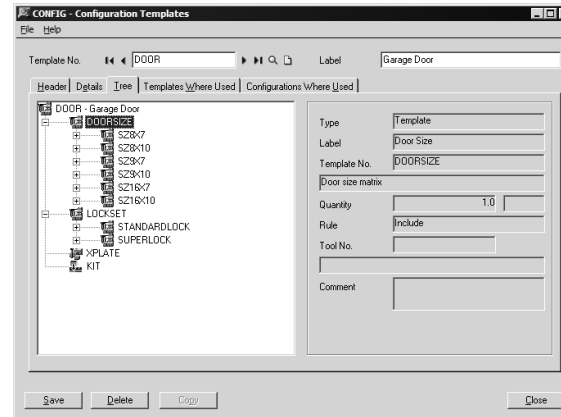 CONFIG - Configuration Templates
File Help
Template No. DOOR Label Garage Door
Header Details Tree Templates Where Used Configurations Where Used
DOOR - Garage Door
DOORSIZE
SZ8X7
SZ8X10
SZ9X7
SZ9X10
SZ16X7
SZ16X10
LOCKSET
STANDARDLOCK
SUPERLOCK
XPLATE
KIT
Type Template
Label Door Size
Template No. DOORSIZE
Door size matrix
Quantity 1.0
Rule Include
Tool No.
Comment
Save Delete Copy Close